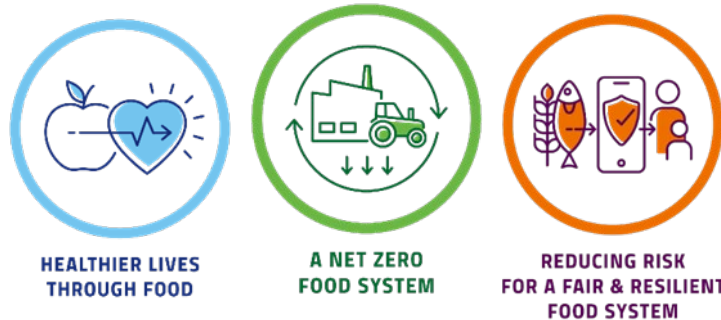 HEALTHIER LIVES
THROUGH FOOD
A NET ZERO
FOOD SYSTEM
REDUCING RISK
FOR A FAIR & RESILIENT
FOOD SYSTEM